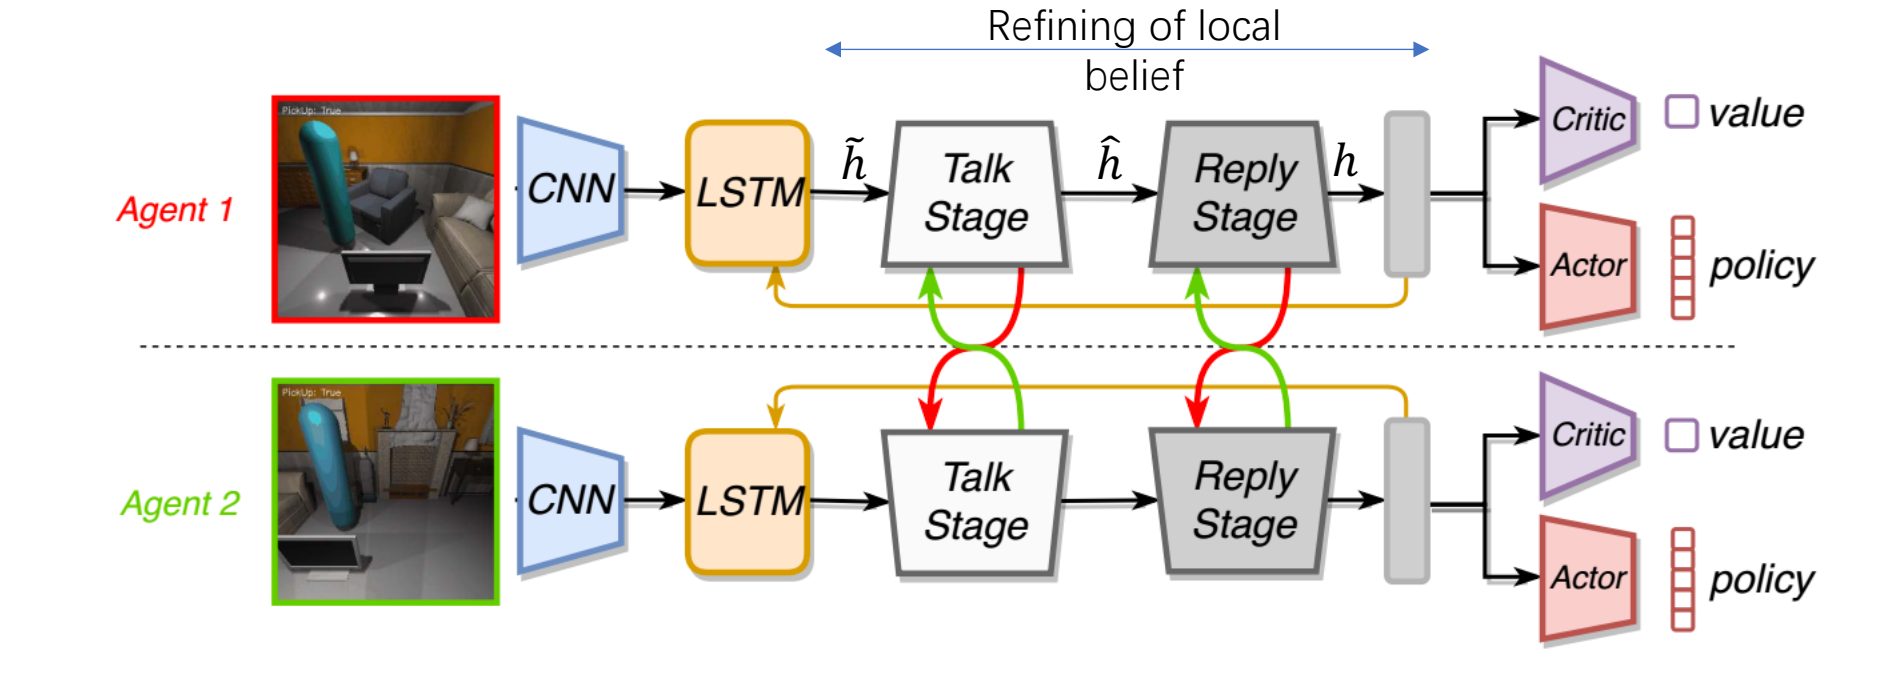 Refining of local
belief
PickUp: True
Agent 1
CNN
LSTM
h̃
Talk
Stage
ĥ
Reply
Stage
h
Critic
value
Actor
policy
PickUp: True
Agent 2
CNN
LSTM
Talk
Stage
Reply
Stage
Critic
value
Actor
policy